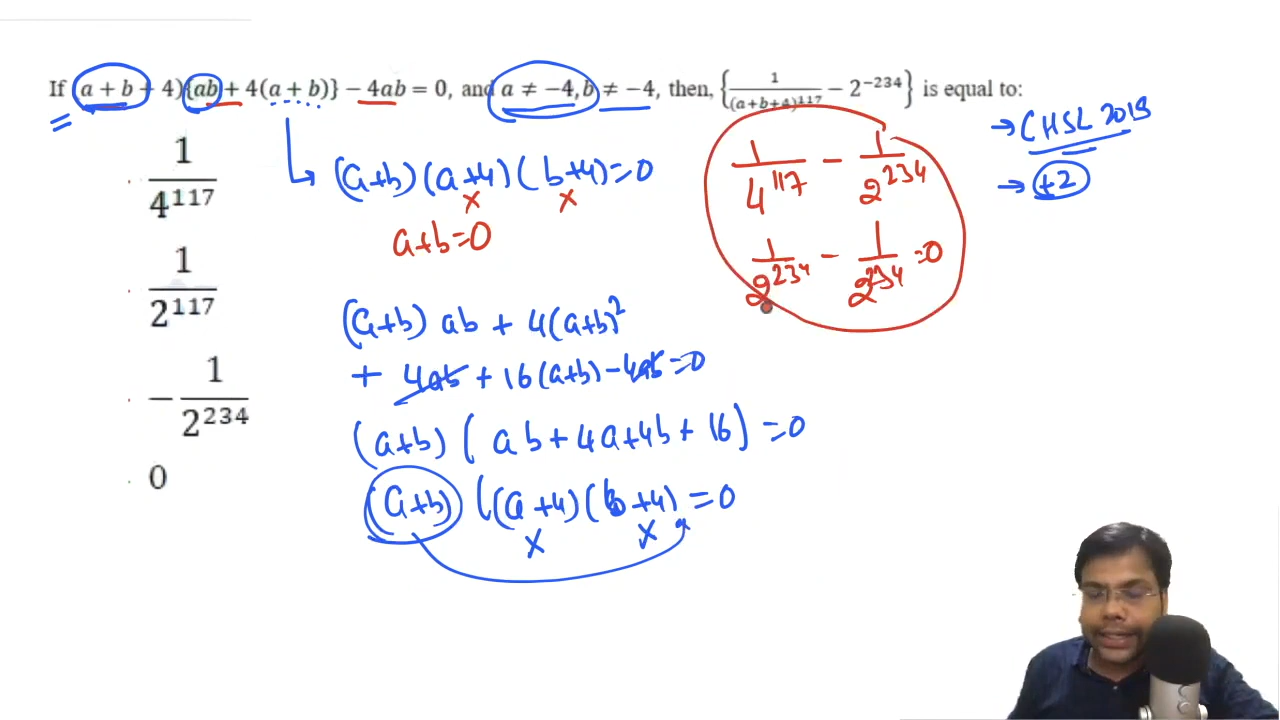 If (a + b + 4){ab + 4(a + b)} − 4ab = 0, and a ≠ −4, b ≠ −4, then, {1/(a+b+4)^117 − 2^−234} is equal to:
→ CHSL 2019
→ +2
1/4^117
1/2^117
−1/2^234
0
(a+b)(a+4)(b+4)=0
x x
a+b=0
(a+b) ab + 4(a+b)^2
+ 4ab + 16(a+b) − 4ab = 0
(a+b) (ab + 4a + 4b + 16) = 0
(a+b) ((a+4)(b+4) = 0
x x
1/4^117 − 1/2^234
1/2^234 − 1/2^234 = 0